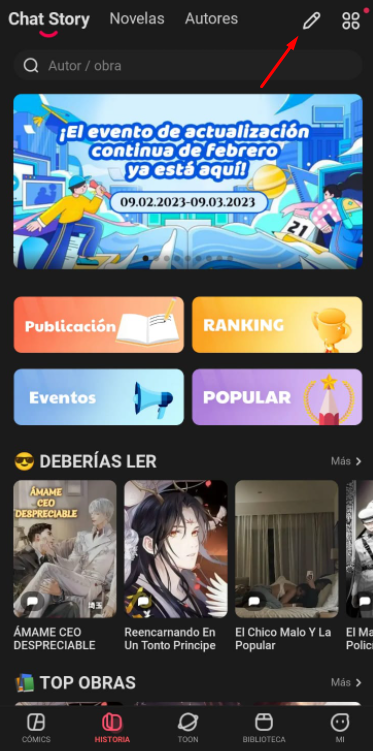 Chat Story Novelas Autores
Autor / obra
¡El evento de actualización
continua de febrero
ya está aquí!
09.02.2023-09.03.2023
21
Publicación
RANKING
Eventos
POPULAR
DEBERÍAS LER
Más >
ÁMAME
CEO
DESPRECIABLE
ÁMAME CEO
DESPRECIABLE
Reencarnando En
Un Tonto Principe
El Chico Malo Y La
Popular
El Ma
Polic
TOP OBRAS
Más >
CÓMICS
HISTORIA
TOON
BIBLIOTECA
MI